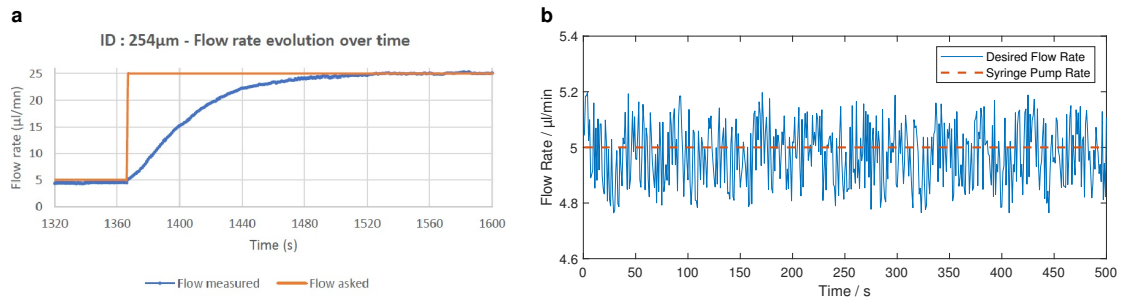 a
ID : 254µm - Flow rate evolution over time
Flow rate (µl/mn)
25
20
15
10
5
0
1320 1360 1400 1440 1480 1520 1560 1600
Time (s)
Flow measured Flow asked
b
Flow Rate / µl/min
5.4
5.2
5
4.8
4.6
Desired Flow Rate
Syringe Pump Rate
0 50 100 150 200 250 300 350 400 450 500
Time / s